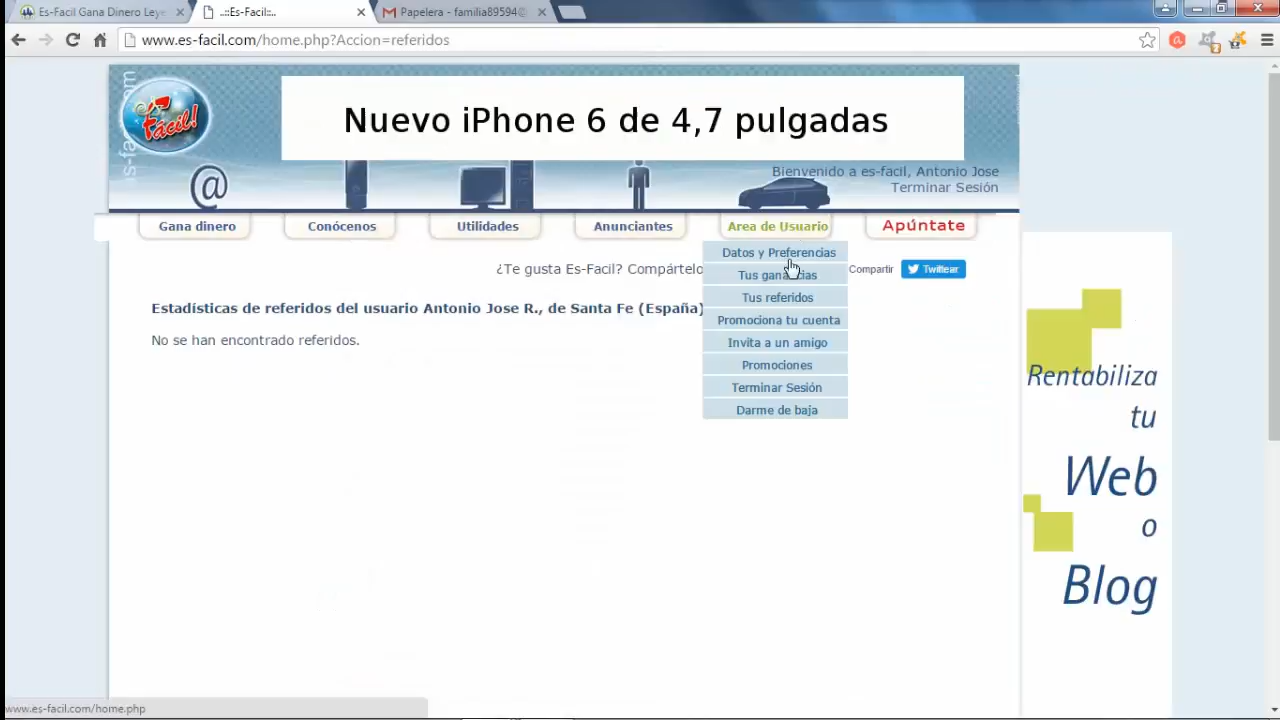 Es-Facil Gana Dinero Leye
..::Es-Facil::..
Papelera - familia89594@
www.es-facil.com/home.php?Accion=referidos
es-fa
om
Fácil!
Nuevo iPhone 6 de 4,7 pulgadas
@
Bienvenido a es-facil, Antonio Jose
Terminar Sesión
Gana dinero
Conócenos
Utilidades
Anunciantes
Area de Usuario
Apúntate
¿Te gusta Es-Facil? Compártelo
Compartir
Twittear
Datos y Preferencias
Tus ganancias
Tus referidos
Promociona tu cuenta
Invita a un amigo
Promociones
Terminar Sesión
Darme de baja
Estadísticas de referidos del usuario Antonio Jose R., de Santa Fe (España)
No se han encontrado referidos.
Rentabiliza
tu
Web
o
Blog
www.es-facil.com/home.php